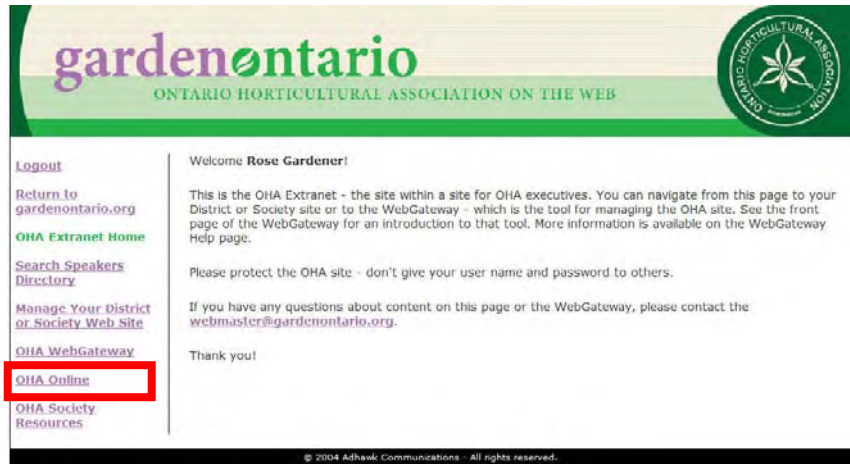 gardenontario
ONTARIO HORTICULTURAL ASSOCIATION ON THE WEB
ONTARIO HORTICULTURAL ASSOCIATION
Logout
Return to
gardenontario.org
OHA Extranet Home
Search Speakers
Directory
Manage Your District
or Society Web Site
OHA WebGateway
OHA Online
OHA Society
Resources
Welcome Rose Gardener!
This is the OHA Extranet - the site within a site for OHA executives. You can navigate from this page to your
District or Society site or to the WebGateway - which is the tool for managing the OHA site. See the front
page of the WebGateway for an introduction to that tool. More information is available on the WebGateway
Help page.
Please protect the OHA site - don't give your user name and password to others.
If you have any questions about content on this page or the WebGateway, please contact the
webmaster@gardenontario.org.
Thank you!
© 2004 Adhawk Communications - All rights reserved.